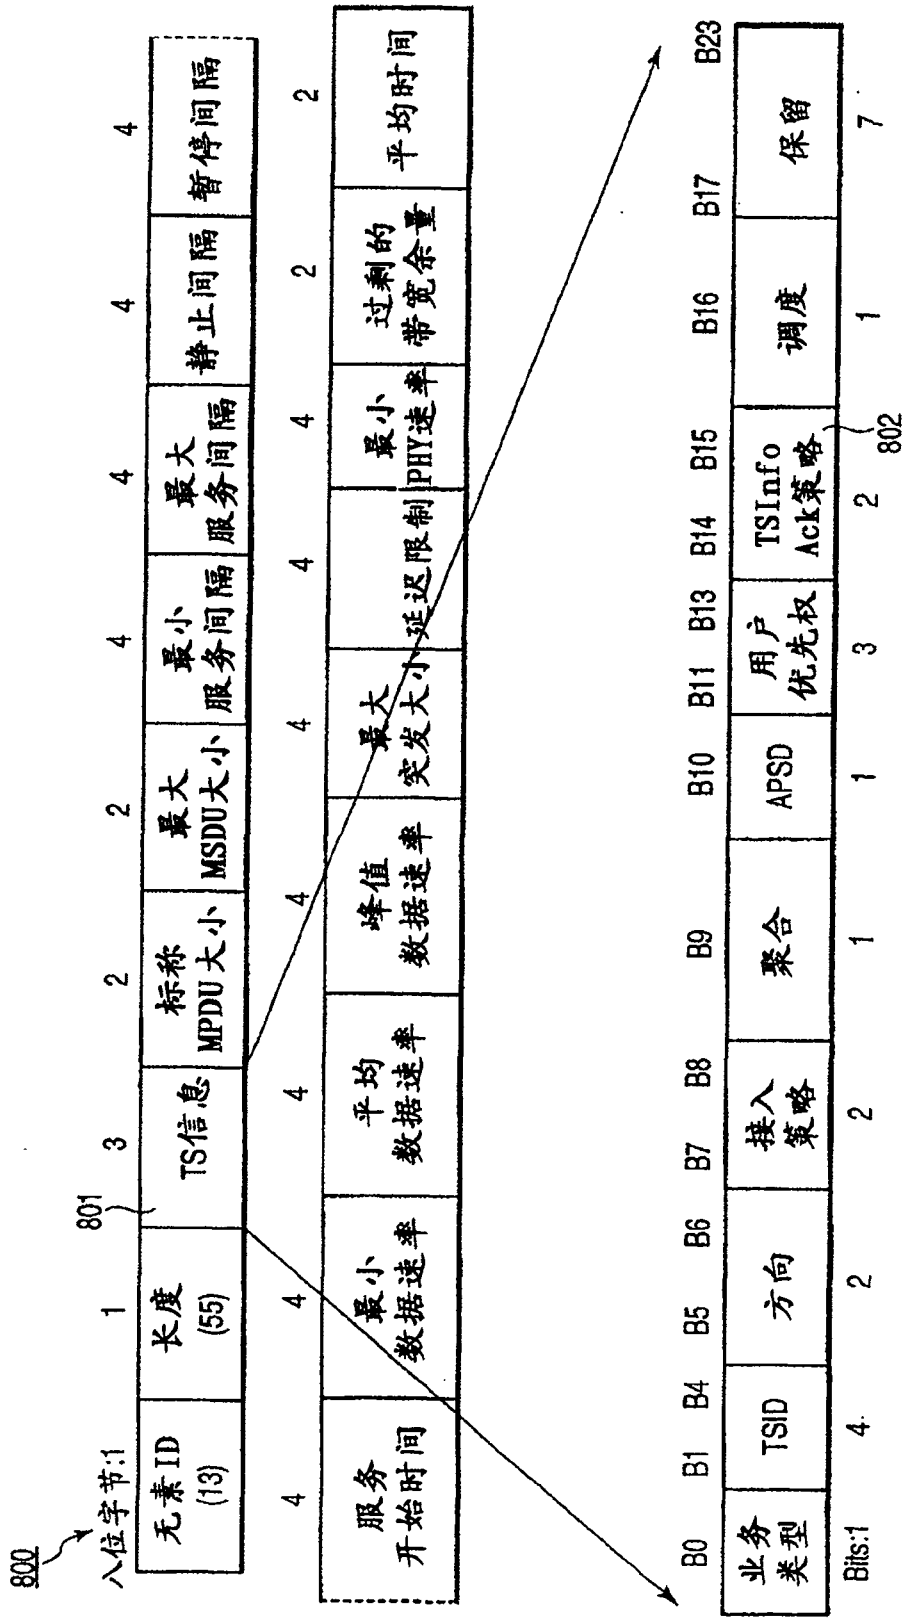 800
八位字节:1
1
801
3
2
2
4
4
4
4
无素ID
(13)
长度
(55)
TS信息
标称
MPDU大小
最大
MSDU大小
最小
服务间隔
最大
服务间隔
静止间隔
暂停间隔
4
4
4
4
4
4
4
2
2
服务
开始时间
最小
数据速率
平均
数据速率
峰值
数据速率
最大
突发大小
延迟限制
最小
PHY速率
过剩的
带宽余量
平均时间
B0
B1
B4
B5
B6
B7
B8
B9
B10
B11
B13
B14
B15
B16
B17
B23
业务
类型
TSID
方向
接入
策略
聚合
APSD
用户
优先权
TSInfo
Ack策略
调度
保留
Bits:1
4
2
2
1
1
3
2
802
1
7